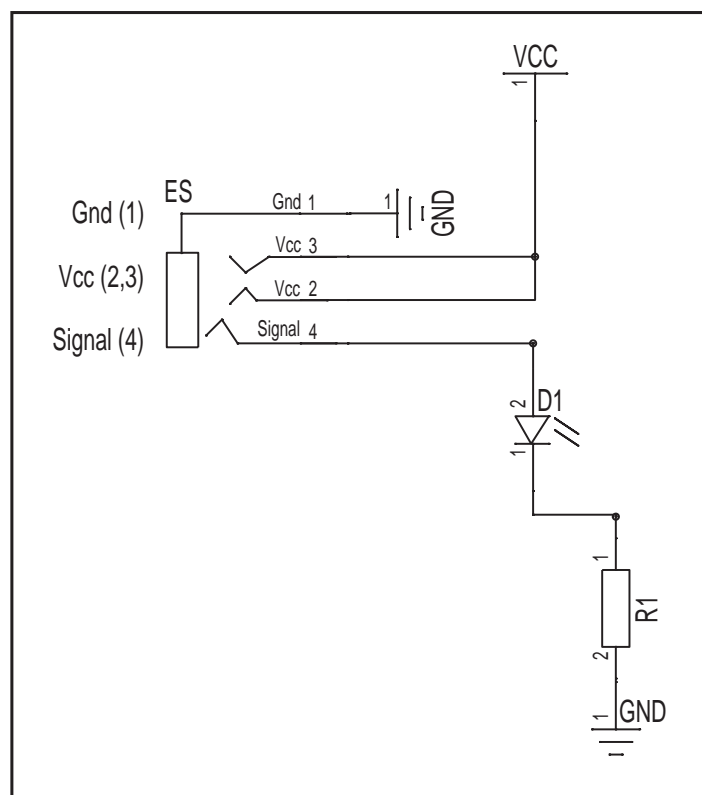 VCC
1
ES
Gnd (1)
Gnd 1
1
GND
Vcc 3
Vcc (2,3)
Vcc 2
Signal (4)
Signal 4
2
D1
1
1
R1
2
1
GND